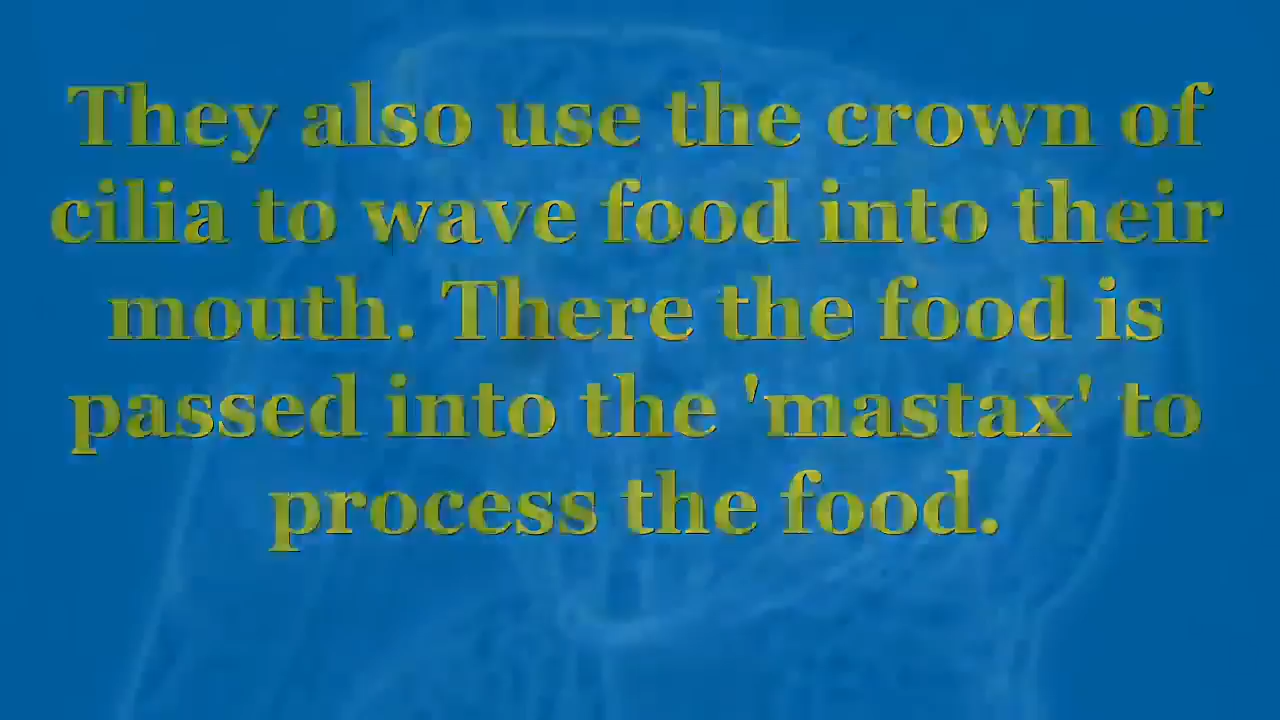 They also use the crown of
cilia to wave food into their
mouth. There the food is
passed into the 'mastax' to
process the food.